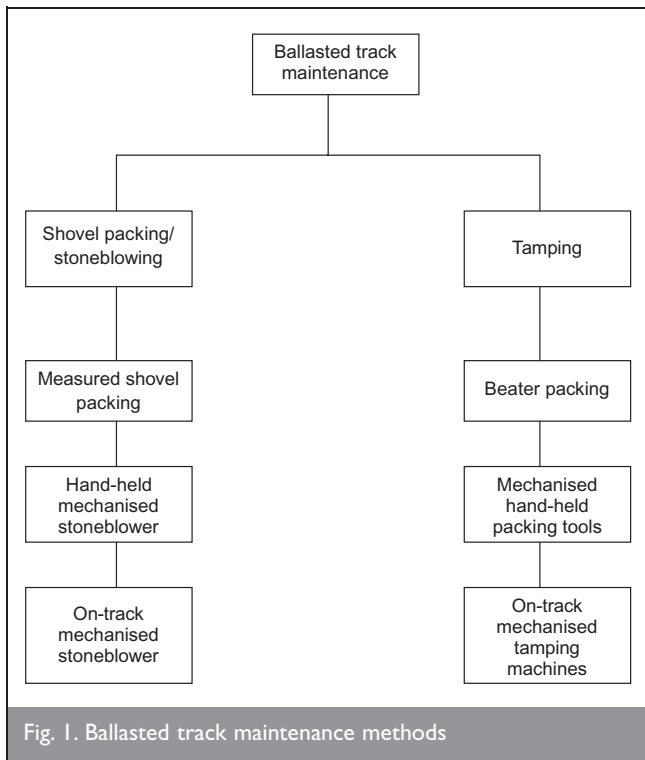 Ballasted track
maintenance
Shovel packing/
stoneblowing
Tamping
Measured shovel
packing
Beater packing
Hand-held
mechanised
stoneblower
Mechanised
hand-held
packing tools
On-track
mechanised
stoneblower
On-track
mechanised
tamping
machines
Fig. 1. Ballasted track maintenance methods